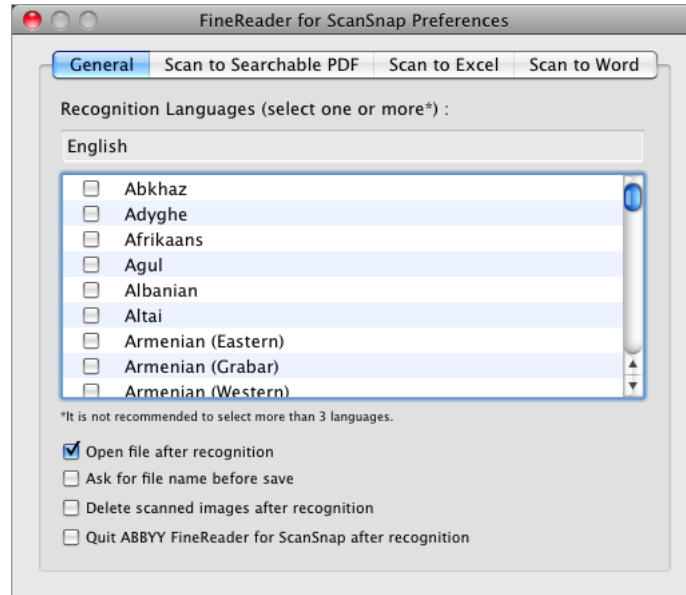 FineReader for ScanSnap Preferences
General Scan to Searchable PDF Scan to Excel Scan to Word
Recognition Languages (select one or more*) :
English
Abkhaz
Adyghe
Afrikaans
Agul
Albanian
Altai
Armenian (Eastern)
Armenian (Grabar)
Armenian (Western)
*It is not recommended to select more than 3 languages.
Open file after recognition
Ask for file name before save
Delete scanned images after recognition
Quit ABBYY FineReader for ScanSnap after recognition